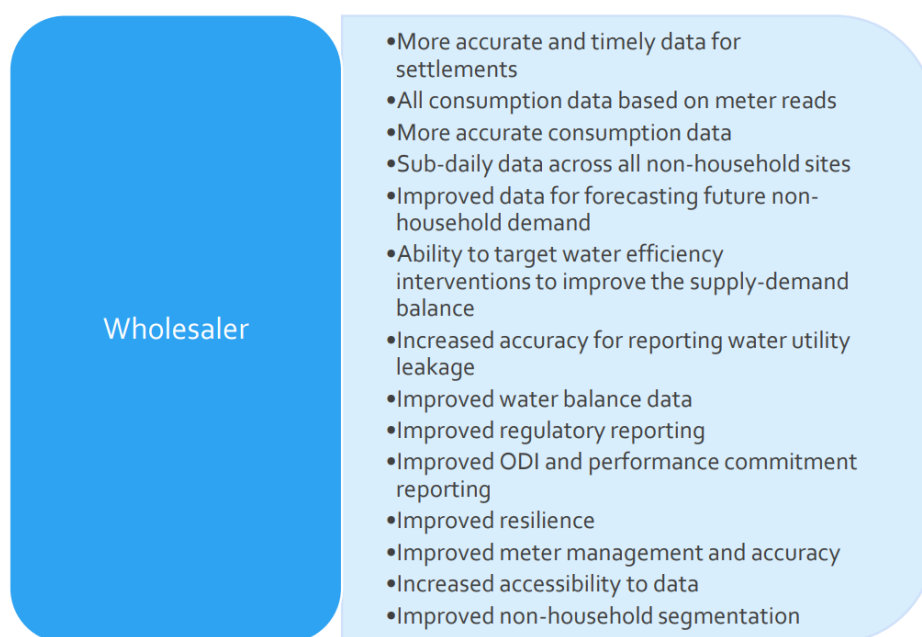 Wholesaler
•More accurate and timely data for
settlements
•All consumption data based on meter reads
•More accurate consumption data
•Sub-daily data across all non-household sites
•Improved data for forecasting future non-
household demand
•Ability to target water efficiency
interventions to improve the supply-demand
balance
•Increased accuracy for reporting water utility
leakage
•Improved water balance data
•Improved regulatory reporting
•Improved ODI and performance commitment
reporting
•Improved resilience
•Improved meter management and accuracy
•Increased accessibility to data
•Improved non-household segmentation